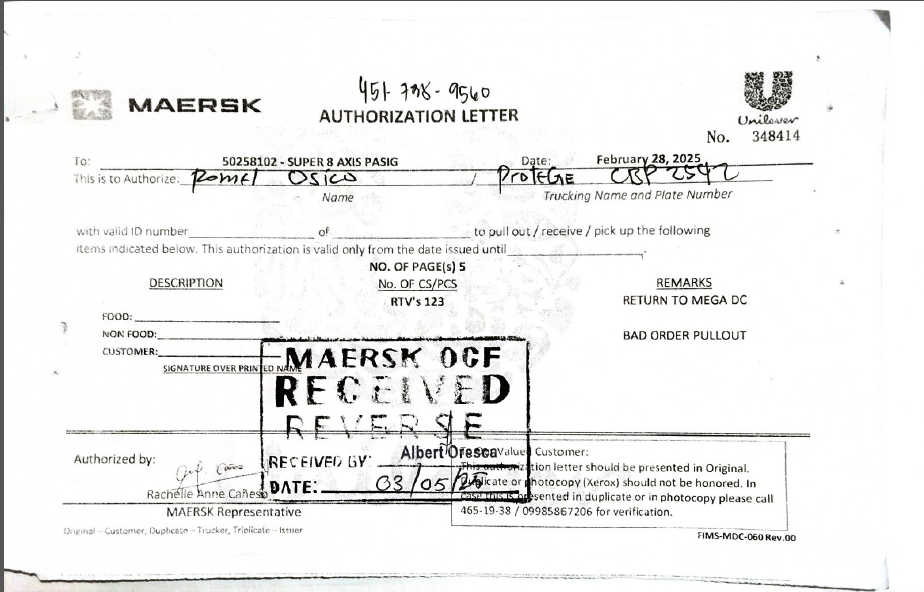 451-798-9560
MAERSK
AUTHORIZATION LETTER
Unilever
No. 348414
To: 50258102 - SUPER 8 AXIS PASIG Date: February 28, 2025
This is to Authorize: Romel Osico / Protege CBP 2592
Name Trucking Name and Plate Number
with valid ID number of to pull out / receive / pick up the following
items indicated below. This authorization is valid only from the date issued until
NO. OF PAGE(s) 5
DESCRIPTION No. OF CS/PCS REMARKS
RTV's 123 RETURN TO MEGA DC
FOOD:
NON FOOD: BAD ORDER PULLOUT
CUSTOMER:
SIGNATURE OVER PRINTED NAME
MAERSK OCF
RECEIVED
REVERSE
RECEIVED BY: Albert Oresca
DATE: 03/05/25
Authorized by:
Rachelle Anne Cañeso
MAERSK Representative
Value Customer:
This authorization letter should be presented in Original.
Duplicate or photocopy (Xerox) should not be honored. In
case this is presented in duplicate or in photocopy please call
465-19-38 / 09985867206 for verification.
Original - Customer, Duplicate - Trucker, Triplicate - Issuer
FIMS-MDC-060 Rev.00